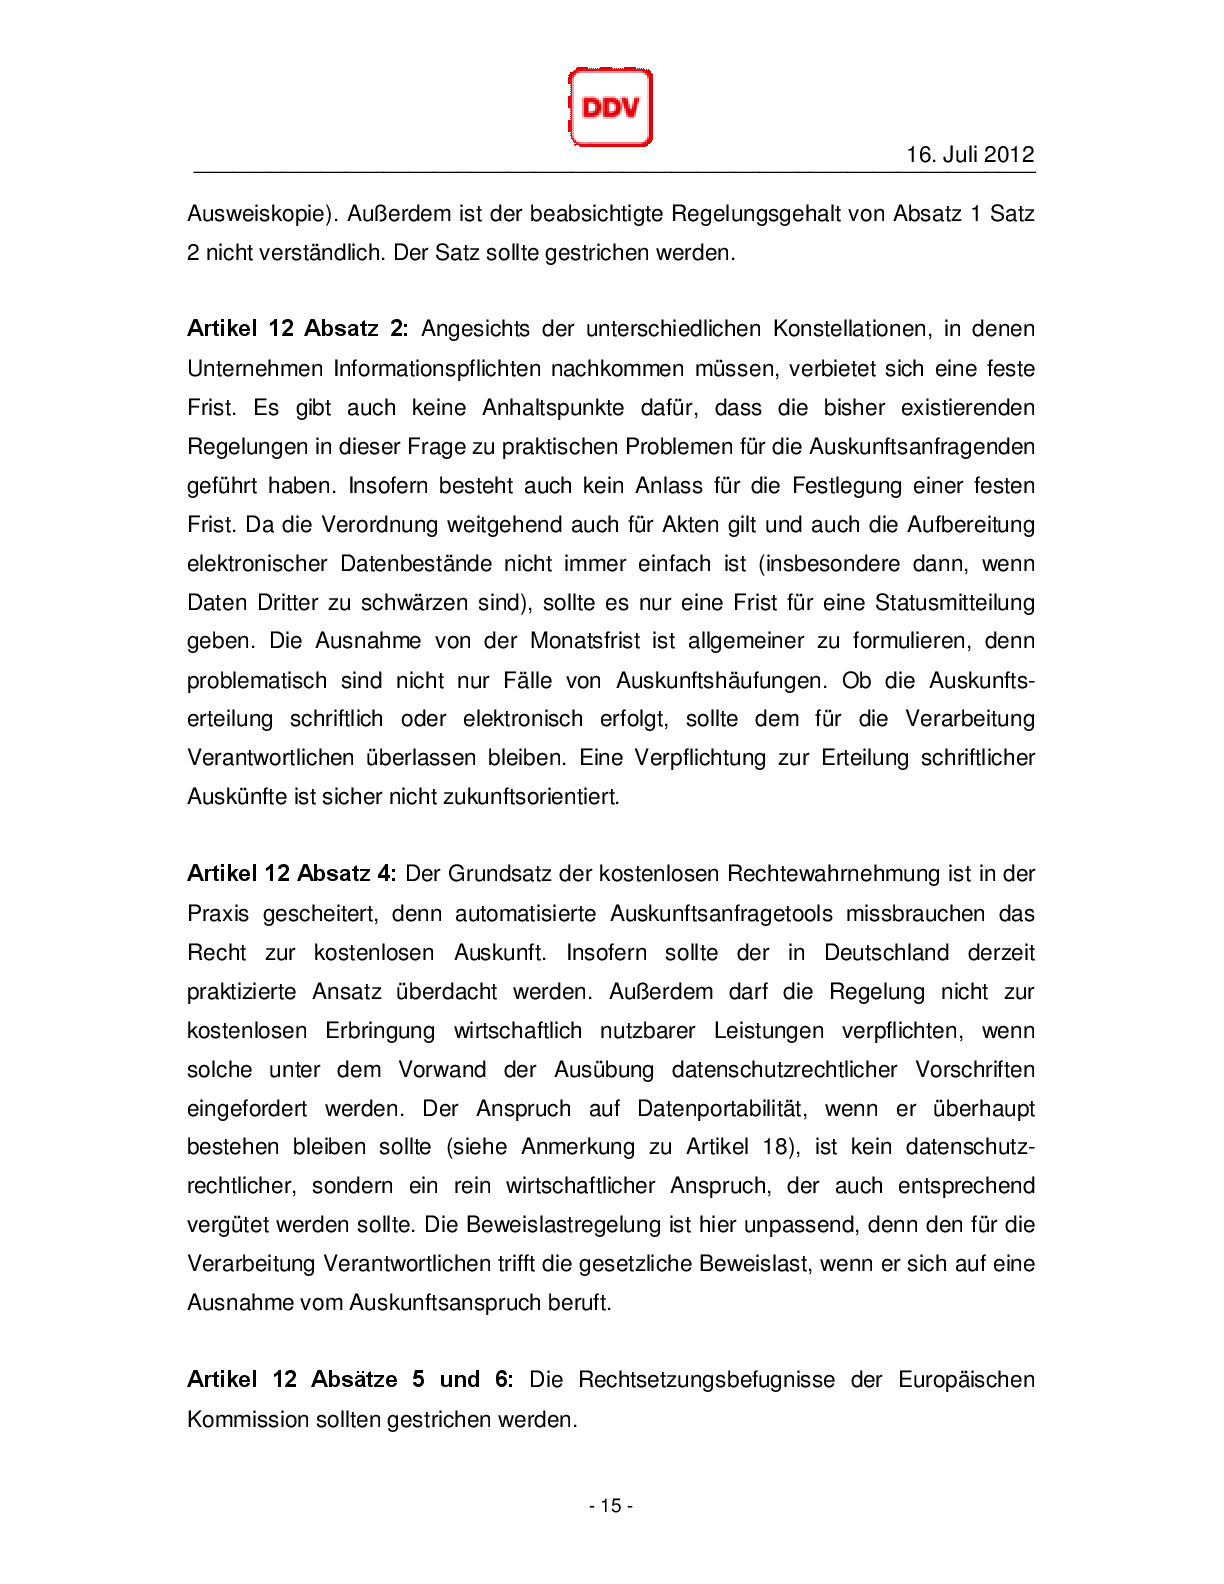 DDV
16. Juli 2012
Ausweiskopie). Außerdem ist der beabsichtigte Regelungsgehalt von Absatz 1 Satz
2 nicht verständlich. Der Satz sollte gestrichen werden.
Artikel 12 Absatz 2: Angesichts der unterschiedlichen Konstellationen, in denen
Unternehmen Informationspflichten nachkommen müssen, verbietet sich eine feste
Frist. Es gibt auch keine Anhaltspunkte dafür, dass die bisher existierenden
Regelungen in dieser Frage zu praktischen Problemen für die Auskunftsanfragenden
geführt haben. Insofern besteht auch kein Anlass für die Festlegung einer festen
Frist. Da die Verordnung weitgehend auch für Akten gilt und auch die Aufbereitung
elektronischer Datenbestände nicht immer einfach ist (insbesondere dann, wenn
Daten Dritter zu schwärzen sind), sollte es nur eine Frist für eine Statusmitteilung
geben. Die Ausnahme von der Monatsfrist ist allgemeiner zu formulieren, denn
problematisch sind nicht nur Fälle von Auskunftshäufungen. Ob die Auskunfts-
erteilung schriftlich oder elektronisch erfolgt, sollte dem für die Verarbeitung
Verantwortlichen überlassen bleiben. Eine Verpflichtung zur Erteilung schriftlicher
Auskünfte ist sicher nicht zukunftsorientiert.
Artikel 12 Absatz 4: Der Grundsatz der kostenlosen Rechtewahrnehmung ist in der
Praxis gescheitert, denn automatisierte Auskunftsanfragetools missbrauchen das
Recht zur kostenlosen Auskunft. Insofern sollte der in Deutschland derzeit
praktizierte Ansatz überdacht werden. Außerdem darf die Regelung nicht zur
kostenlosen Erbringung wirtschaftlich nutzbarer Leistungen verpflichten, wenn
solche unter dem Vorwand der Ausübung datenschutzrechtlicher Vorschriften
eingefordert werden. Der Anspruch auf Datenportabilität, wenn er überhaupt
bestehen bleiben sollte (siehe Anmerkung zu Artikel 18), ist kein datenschutz-
rechtlicher, sondern ein rein wirtschaftlicher Anspruch, der auch entsprechend
vergütet werden sollte. Die Beweislastregelung ist hier unpassend, denn den für die
Verarbeitung Verantwortlichen trifft die gesetzliche Beweislast, wenn er sich auf eine
Ausnahme vom Auskunftsanspruch beruft.
Artikel 12 Absätze 5 und 6: Die Rechtsetzungsbefugnisse der Europäischen
Kommission sollten gestrichen werden.
- 15 -